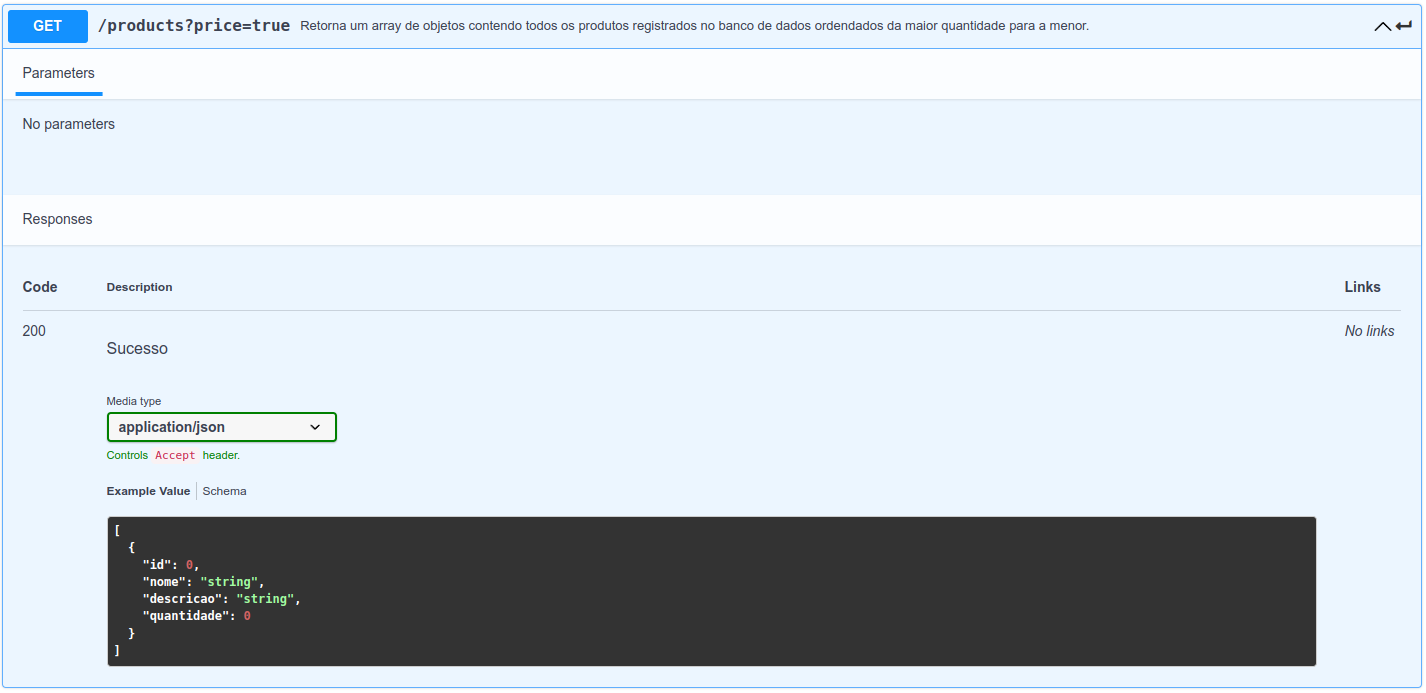 GET /products?price=true Retorna um array de objetos contendo todos os produtos registrados no banco de dados ordendados da maior quantidade para a menor.
Parameters
No parameters
Responses
Code Description Links
200 No links
Sucesso
Media type
application/json
Controls Accept header.
Example Value Schema
[
  {
    "id": 0,
    "nome": "string",
    "descricao": "string",
    "quantidade": 0
  }
]